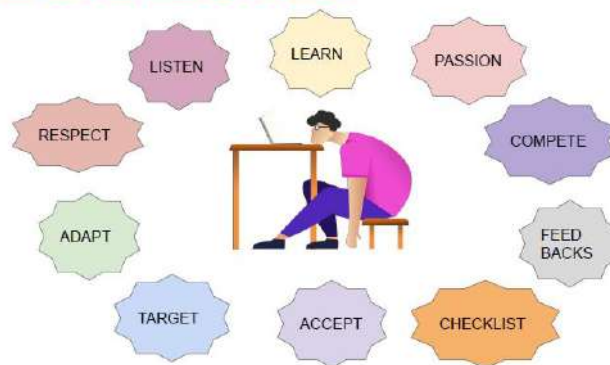 LISTEN
LEARN
PASSION
RESPECT
COMPETE
ADAPT
FEED
BACKS
TARGET
ACCEPT
CHECKLIST